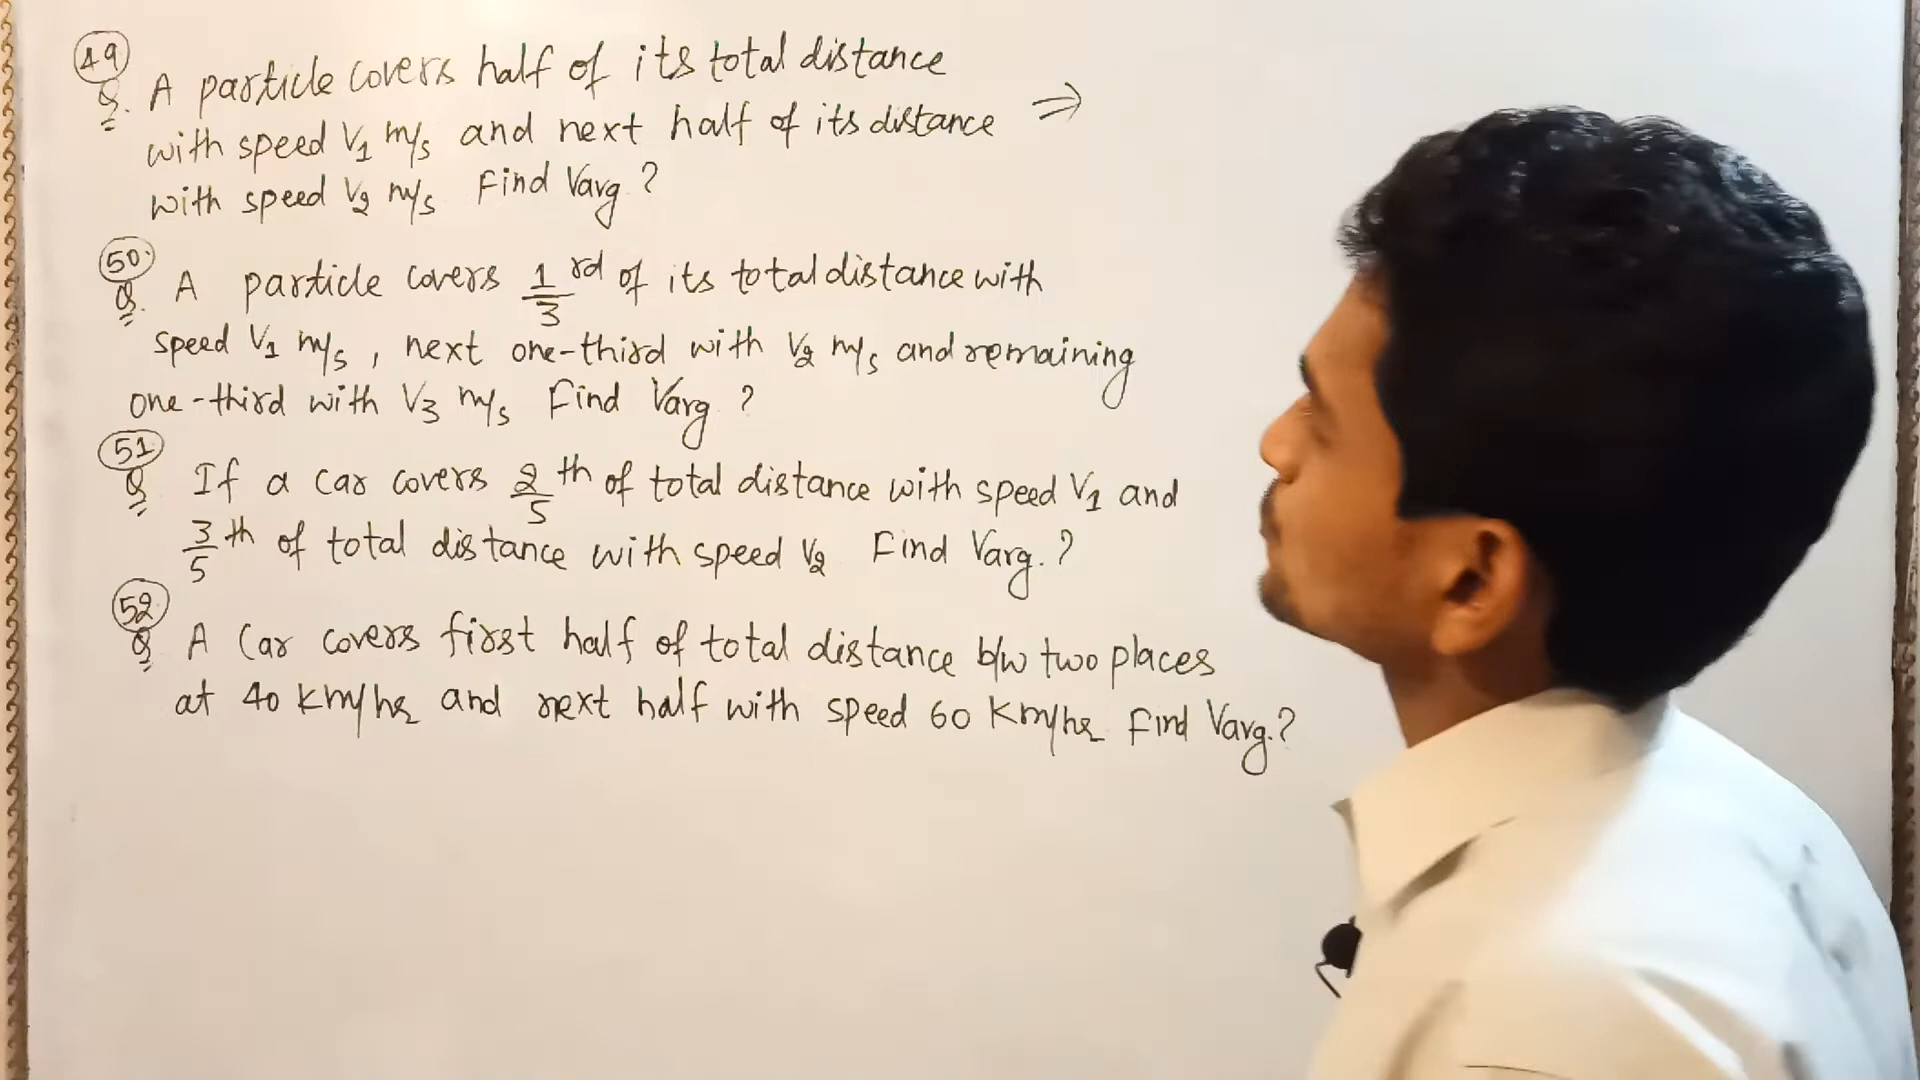 49
Q. A particle covers half of its total distance ⇒
with speed V1 m/s and next half of its distance
with speed V2 m/s Find Vavg ?
50.
Q. A particle covers 1/3 rd of its total distance with
speed V1 m/s, next one-third with V2 m/s and remaining
one-third with V3 m/s Find Vavg ?
51
Q If a car covers 2/5 th of total distance with speed V1 and
3/5 th of total distance with speed V2 Find Vavg.?
52
Q A Car covers first half of total distance b/w two places
at 40 km/hr and next half with speed 60 Km/hr Find Vavg.?